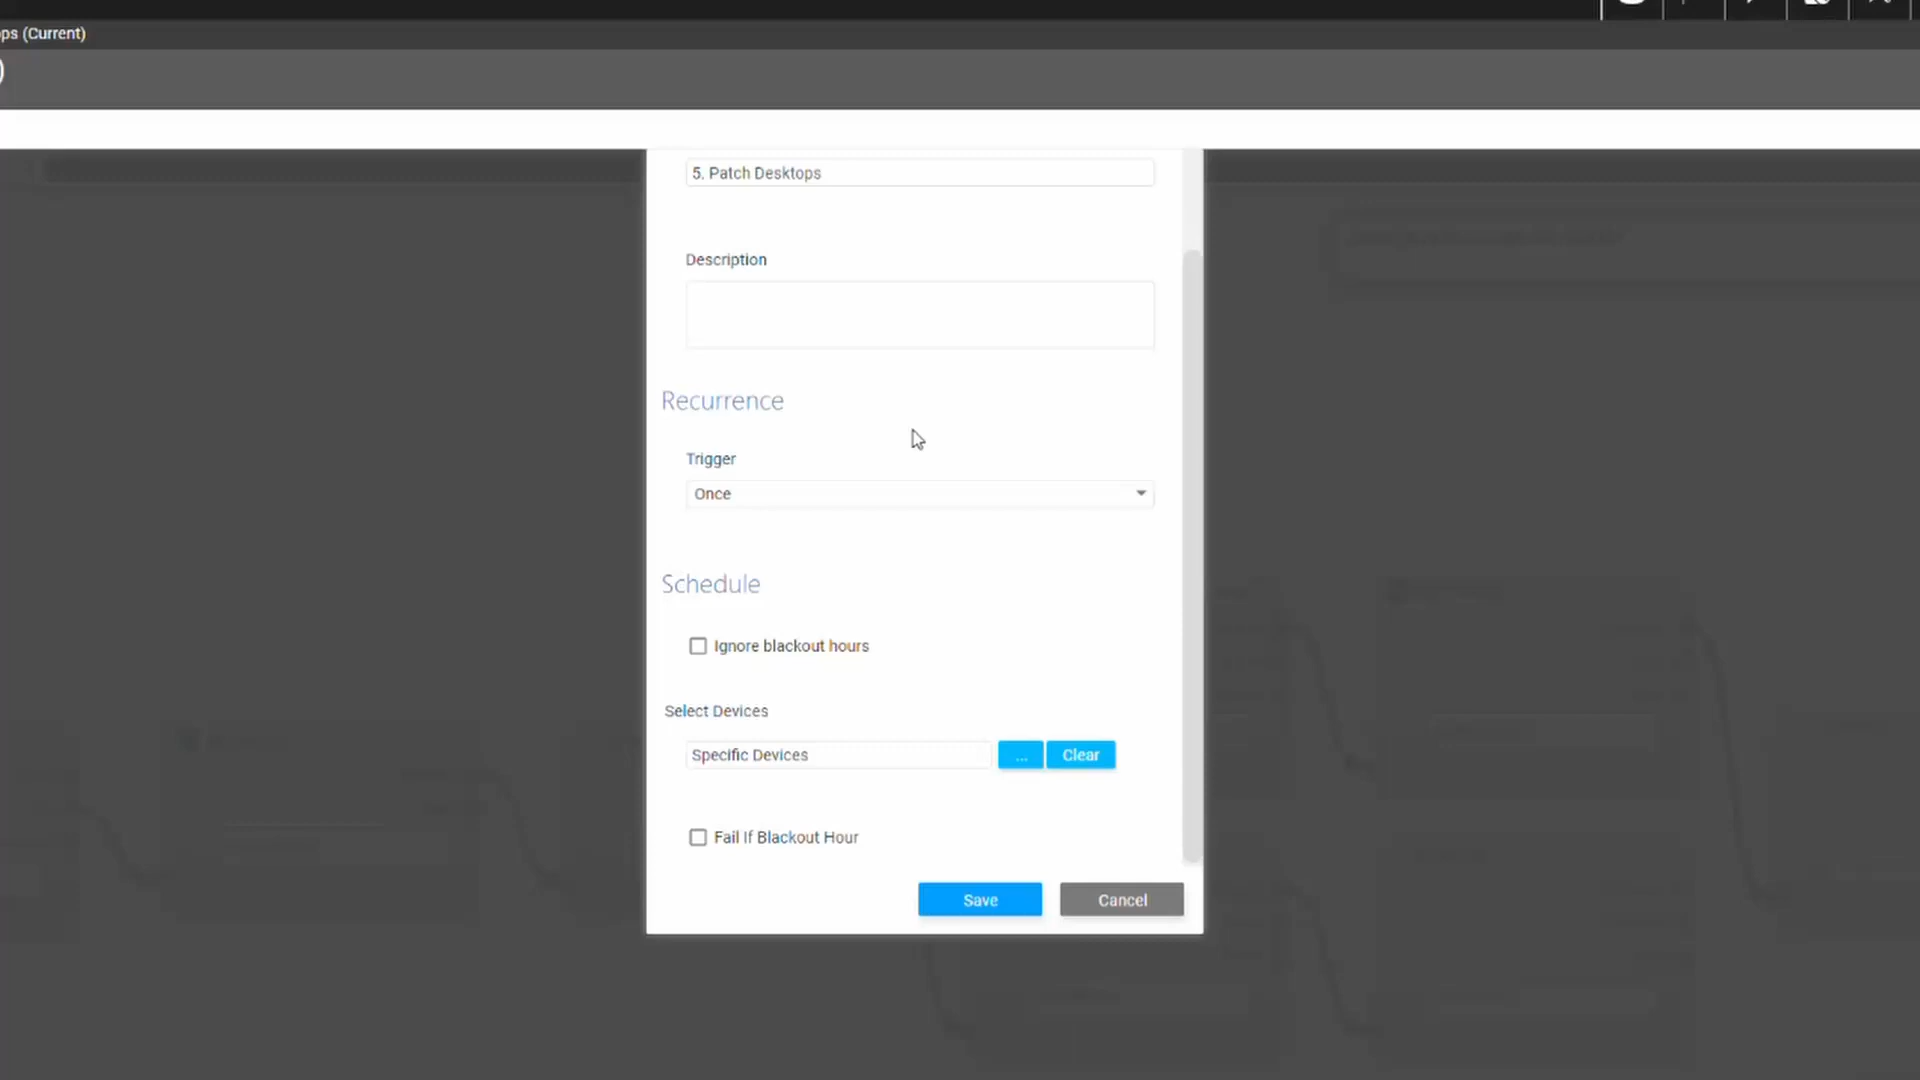 ps (Current)
)
5. Patch Desktops
Description
Recurrence
Trigger
Once
Schedule
Ignore blackout hours
Select Devices
Specific Devices
... Clear
Fail If Blackout Hour
Save Cancel